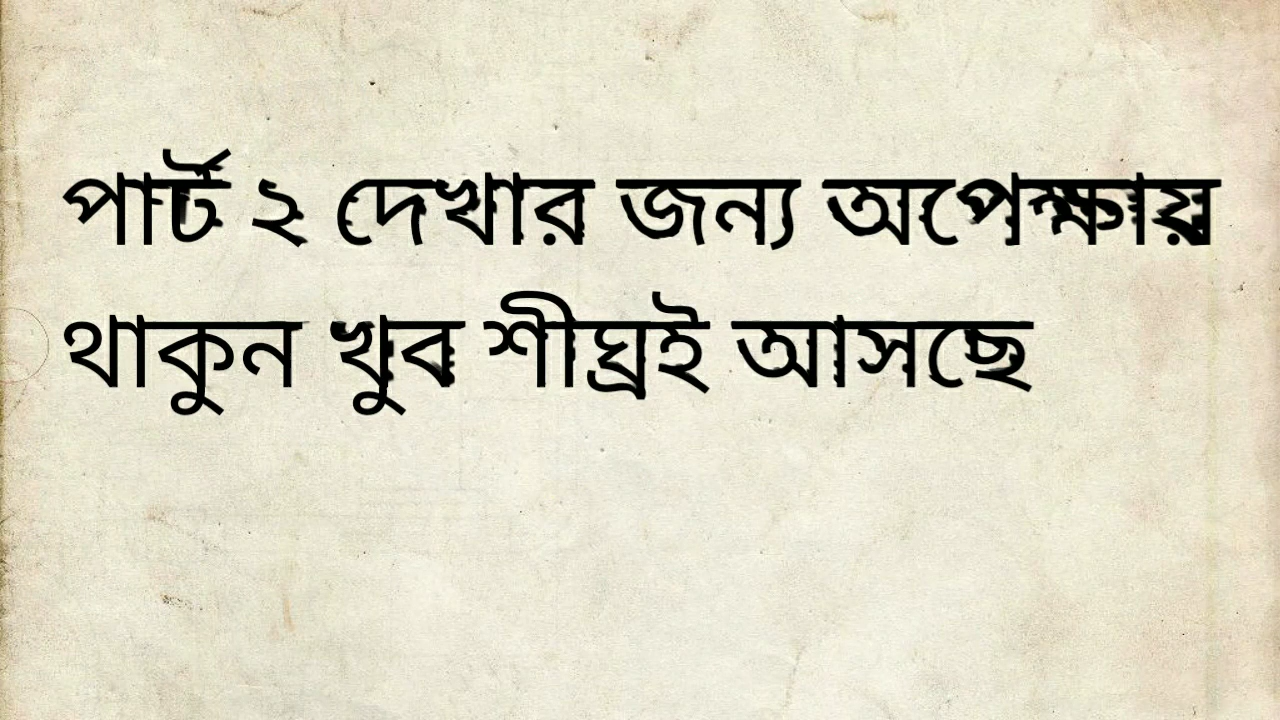 পার্ট ২ দেখার জন্য অপেক্ষায়
থাকুন খুব শীঘ্রই আসছে